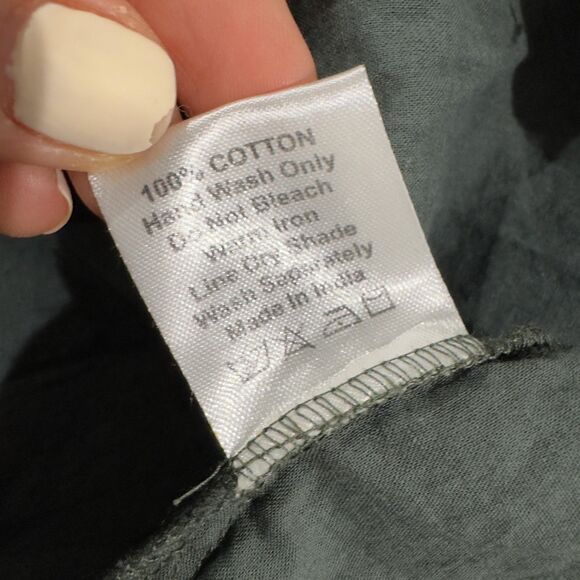 100% COTTON
Hand Wash Only
Do Not Bleach
Warm Iron
Line Dry Shade
Wash Separately
Made In India